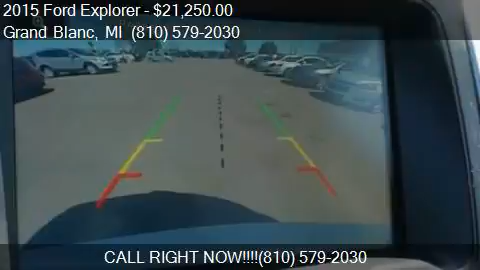 2015 Ford Explorer - $21,250.00
Grand Blanc, MI (810) 579-2030
CALL RIGHT NOW!!!!(810) 579-2030